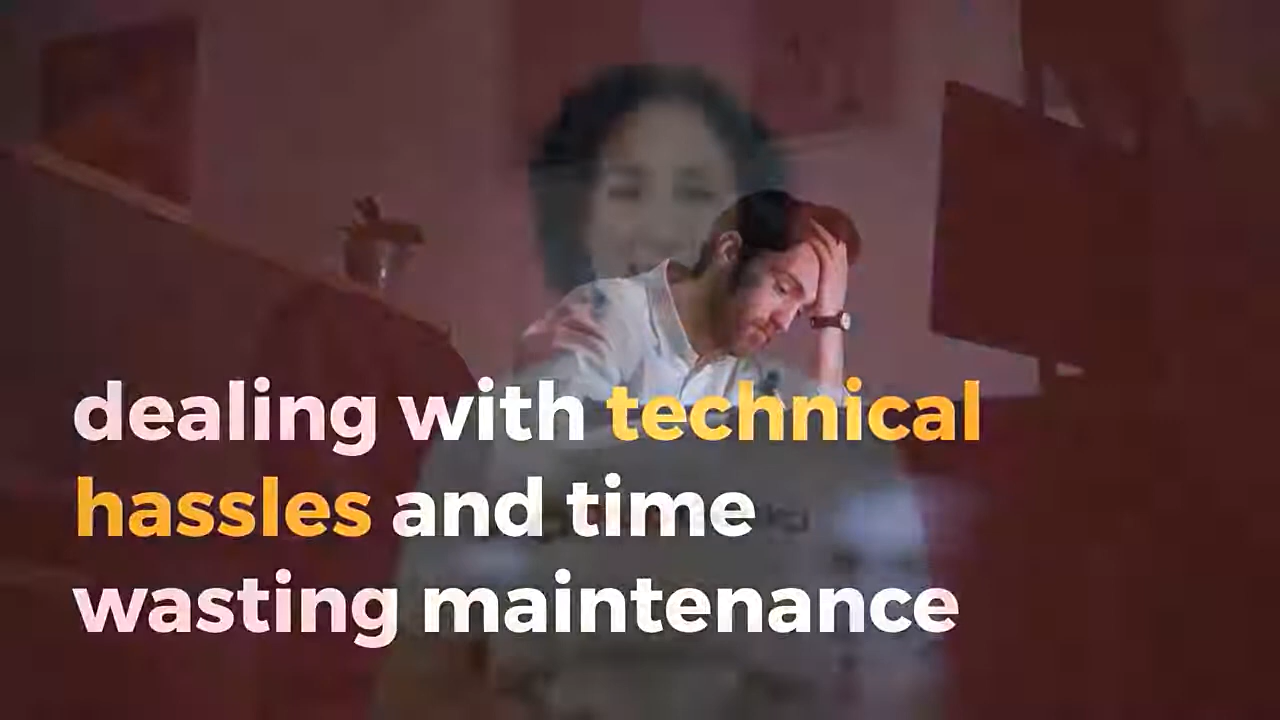 dealing with technical
hassles and time
wasting maintenance